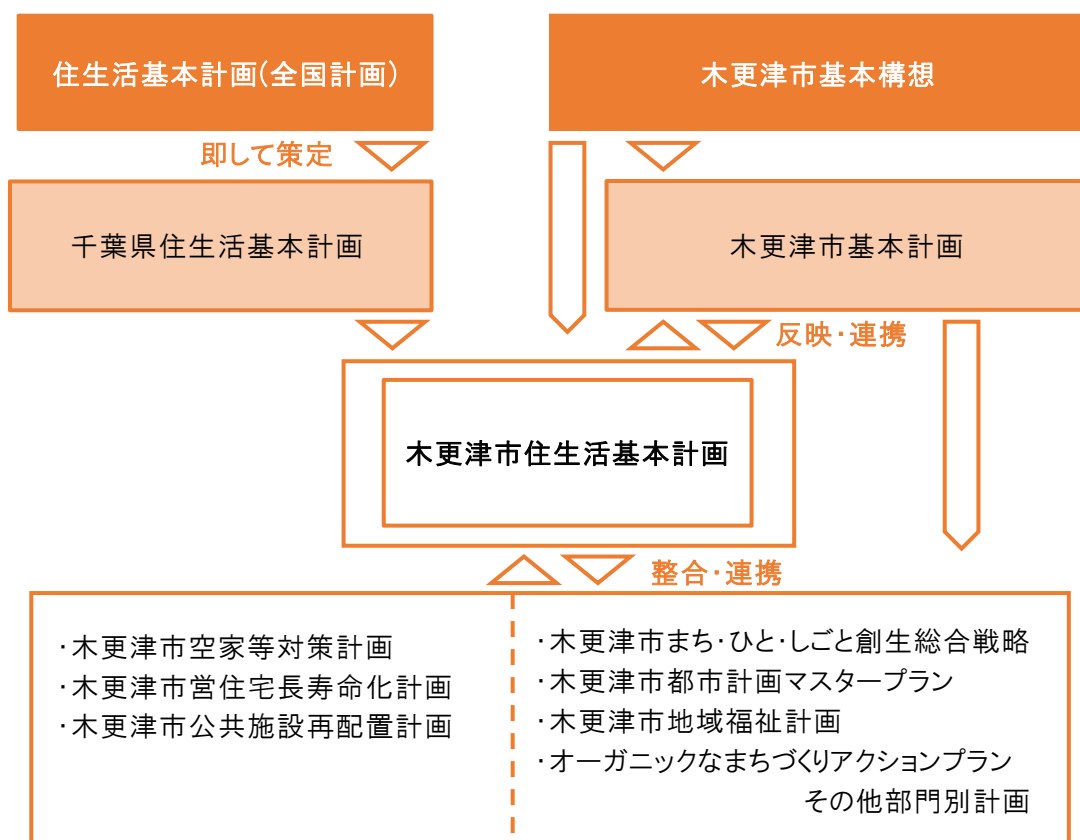 住生活基本計画(全国計画)
木更津市基本構想
即して策定
千葉県住生活基本計画
木更津市基本計画
反映・連携
木更津市住生活基本計画
整合・連携
・木更津市空家等対策計画
・木更津市営住宅長寿命化計画
・木更津市公共施設再配置計画
・木更津市まち・ひと・しごと創生総合戦略
・木更津市都市計画マスタープラン
・木更津市地域福祉計画
・オーガニックなまちづくりアクションプラン
その他部門別計画